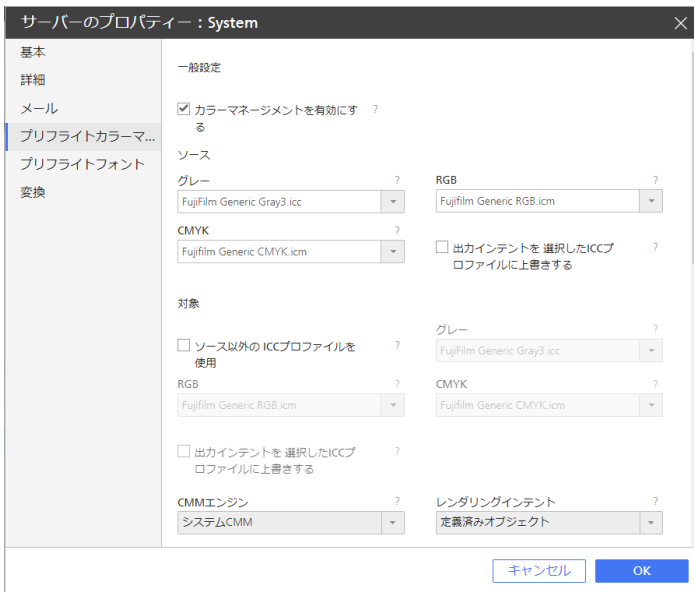 サーバーのプロパティー：System
基本
詳細
メール
プリフライトカラーマ...
プリフライトフォント
変換
一般設定
カラーマネージメントを有効にす ?
る
ソース
グレー ?
FujiFilm Generic Gray3.icc
RGB ?
Fujifilm Generic RGB.icm
CMYK ?
Fujifilm Generic CMYK.icm
出力インテントを 選択したICCプ ?
ロファイルに上書きする
対象
ソース以外の ICCプロファイルを ?
使用
グレー ?
FujiFilm Generic Gray3.icc
RGB ?
Fujifilm Generic RGB.icm
CMYK ?
Fujifilm Generic CMYK.icm
出力インテントを 選択したICCプ ?
ロファイルに上書きする
CMMエンジン ?
システムCMM
レンダリングインテント ?
定義済みオブジェクト
キャンセル
OK